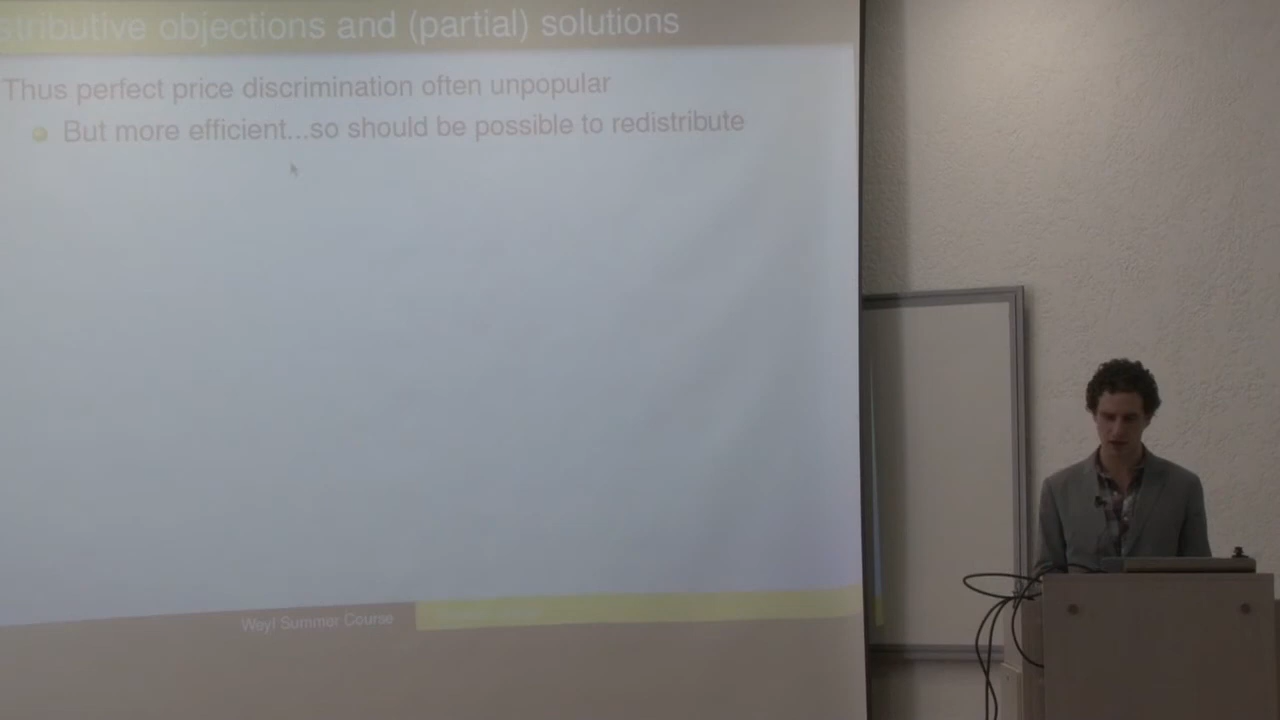 stributive objections and (partial) solutions
Thus perfect price discrimination often unpopular
But more efficient...so should be possible to redistribute
Weyl Summer Course